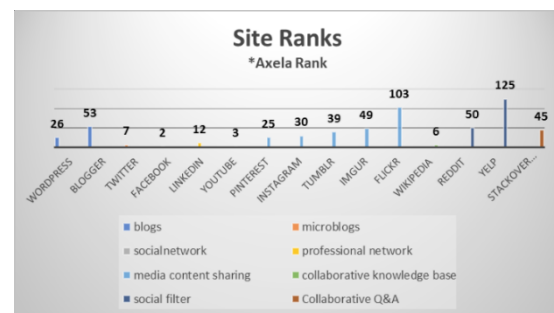 Site Ranks
*Axela Rank
26
53
7
2
12
3
25
30
39
49
103
6
50
125
45
WORDPRESS
BLOGGER
TWITTER
FACEBOOK
LINKEDIN
YOUTUBE
PINTEREST
INSTAGRAM
TUMBLR
IMGUR
FLICKR
WIKIPEDIA
REDDIT
YELP
STACKOVER...
blogs
microblogs
socialnetwork
professional network
media content sharing
collaborative knowledge base
social filter
Collaborative Q&A